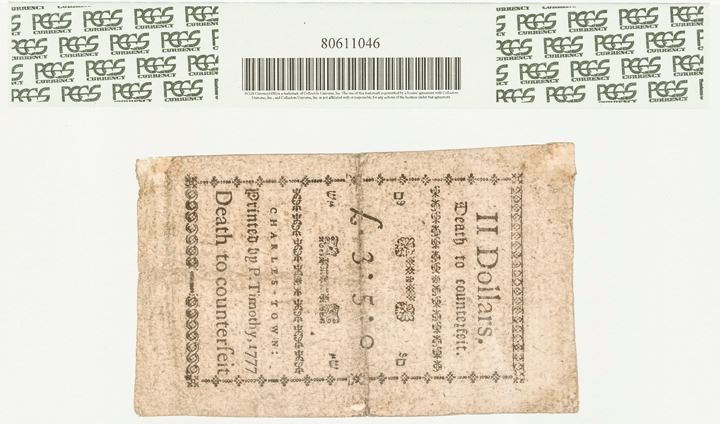 PCGS CURRENCY
80611046
II Dollars.
Death to counterfeit.
£. 3:5:0
CHARLES-TOWN:
Printed by P. Timothy, 1777
Death to counterfeit